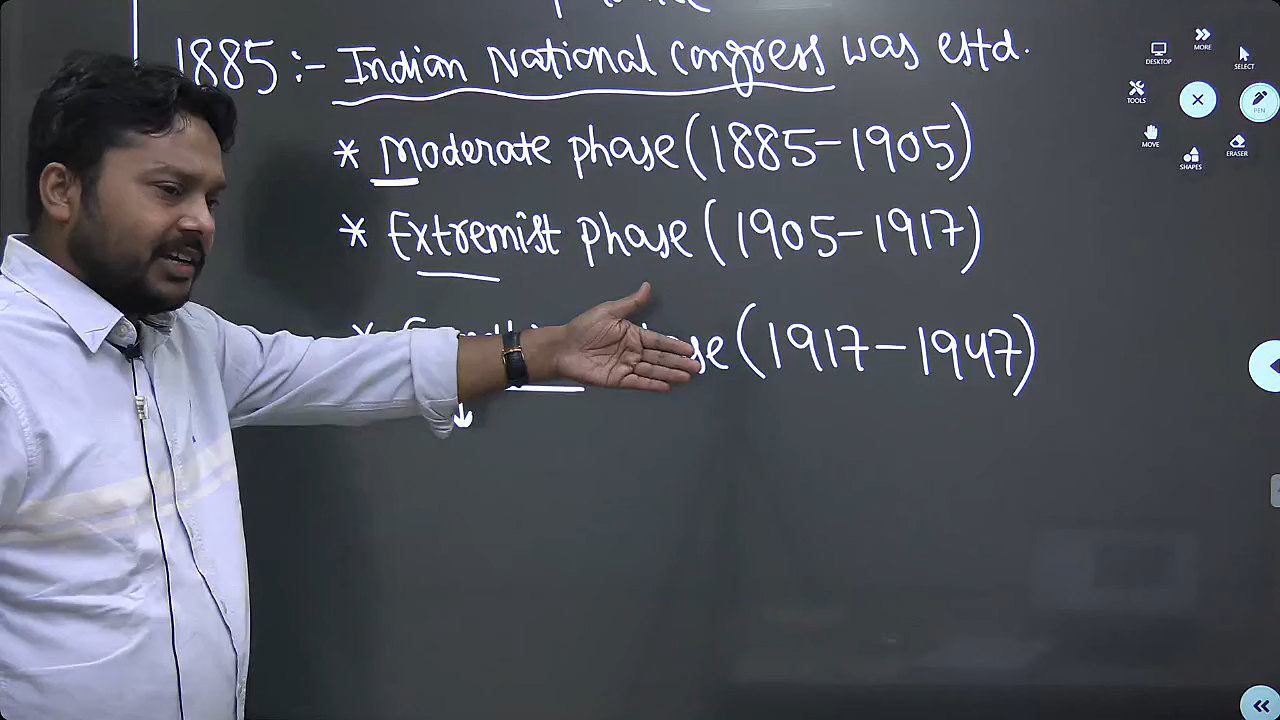 1885 :- Indian National Congress was estd.
* Moderate phase (1885-1905)
* Extremist phase (1905-1917)
(1917-1947)
DESKTOP
MORE
SELECT
TOOLS
PEN
MOVE
SHAPES
ERASER